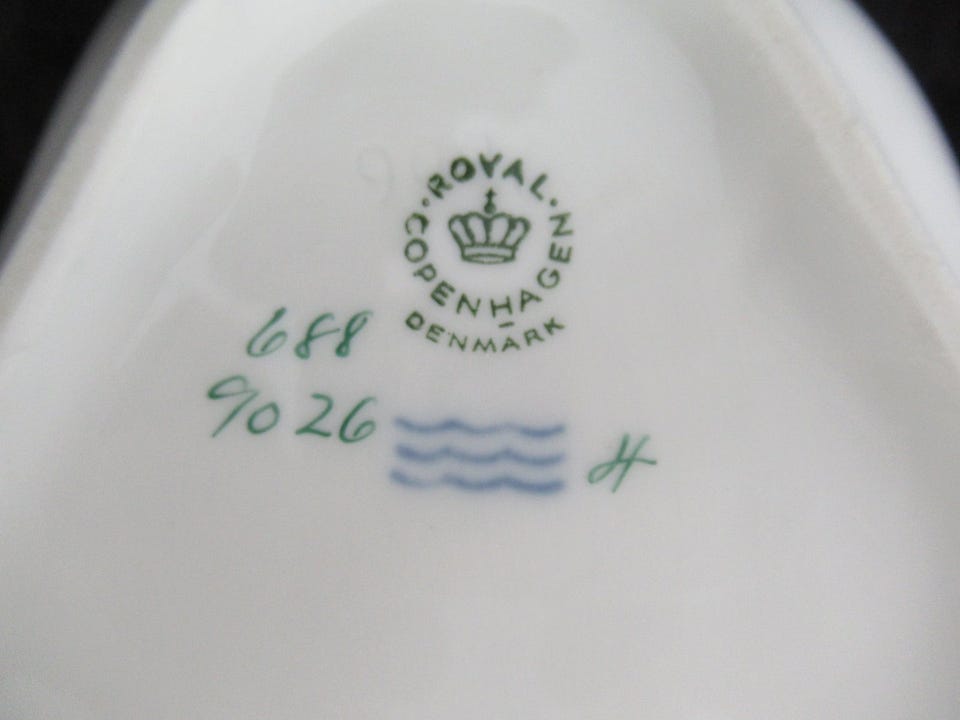 ROYAL
COPENHAGEN
DENMARK
688
9026
H